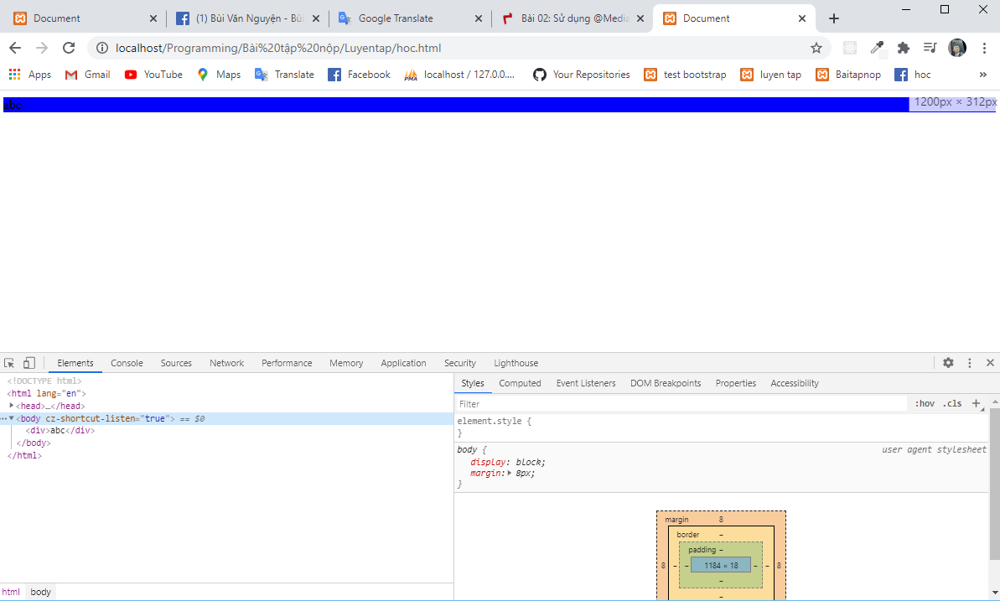 Document
(1) Bùi Văn Nguyện - Bùi
Google Translate
Bài 02: Sử dụng @Media
Document
localhost/Programming/Bài%20tập%20nộp/Luyentap/hoc.html
Apps
Gmail
YouTube
Maps
Translate
Facebook
localhost / 127.0.0....
Your Repositories
test bootstrap
luyen tap
Baitapnop
hoc
»
abc
1200px × 312px
Elements
Console
Sources
Network
Performance
Memory
Application
Security
Lighthouse
<!DOCTYPE html>
<html lang="en">
<head>…</head>
<body cz-shortcut-listen="true"> == $0
<div>abc</div>
</body>
</html>
html body
Styles
Computed
Event Listeners
DOM Breakpoints
Properties
Accessibility
Filter
:hov .cls +
element.style {
}
body { user agent stylesheet
display: block;
margin: 8px;
}
margin 8
border –
padding –
8 – – 1184 × 18 – – 8
–
–